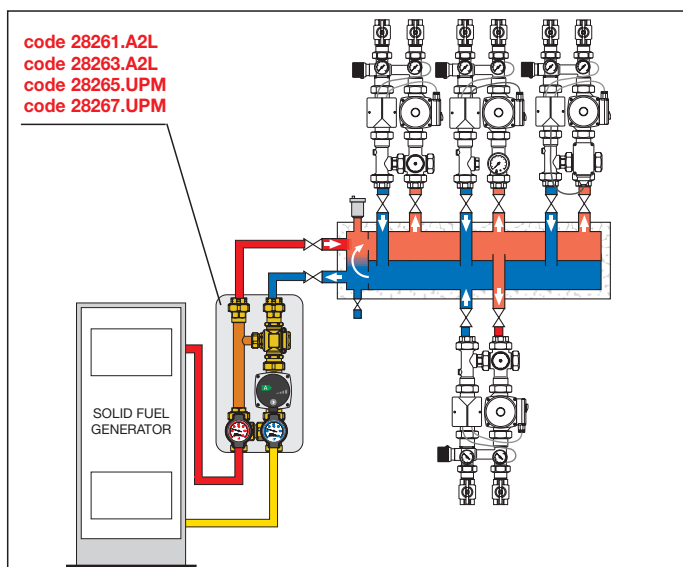 code 28261.A2L
code 28263.A2L
code 28265.UPM
code 28267.UPM
A
SOLID FUEL
GENERATOR